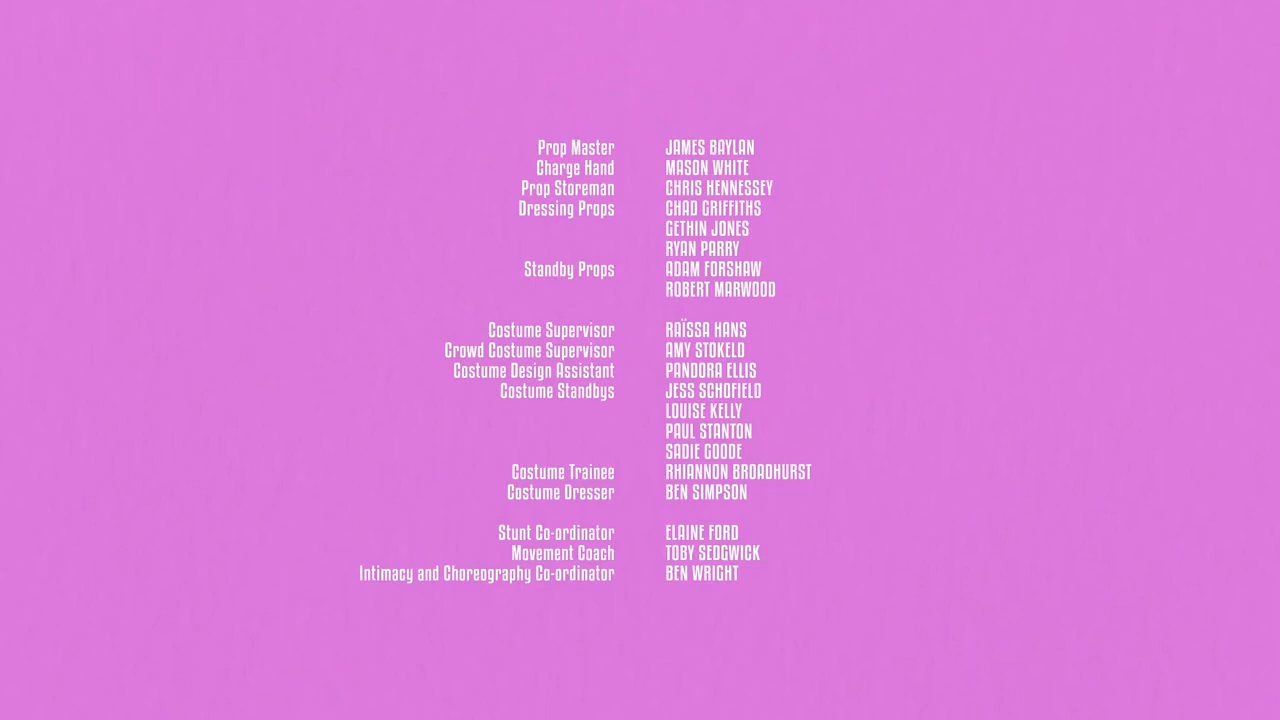 Prop Master JAMES BAYLAN
Charge Hand MASON WHITE
Prop Storeman CHRIS HENNESSEY
Dressing Props CHAD GRIFFITHS
GETHIN JONES
RYAN PARRY
Standby Props ADAM FORSHAW
ROBERT MARWOOD
Costume Supervisor RAÏSSA HANS
Crowd Costume Supervisor AMY STOKELD
Costume Design Assistant PANDORA ELLIS
Costume Standbys JESS SCHOFIELD
LOUISE KELLY
PAUL STANTON
SADIE GOODE
Costume Trainee RHIANNON BROADHURST
Costume Dresser BEN SIMPSON
Stunt Co-ordinator ELAINE FORD
Movement Coach TOBY SEDGWICK
Intimacy and Choreography Co-ordinator BEN WRIGHT